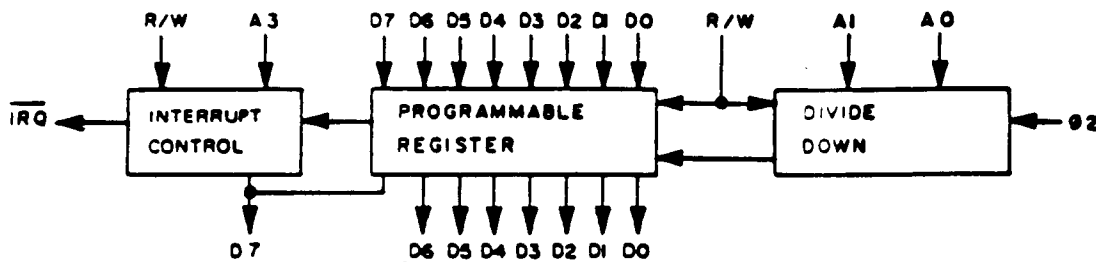 R/W A3 D7 D6 D5 D4 D3 D2 D1 D0 R/W A1 A0
IRQ
INTERRUPT
CONTROL
PROGRAMMABLE
REGISTER
DIVIDE
DOWN
Ø2
D7 D6 D5 D4 D3 D2 D1 D0